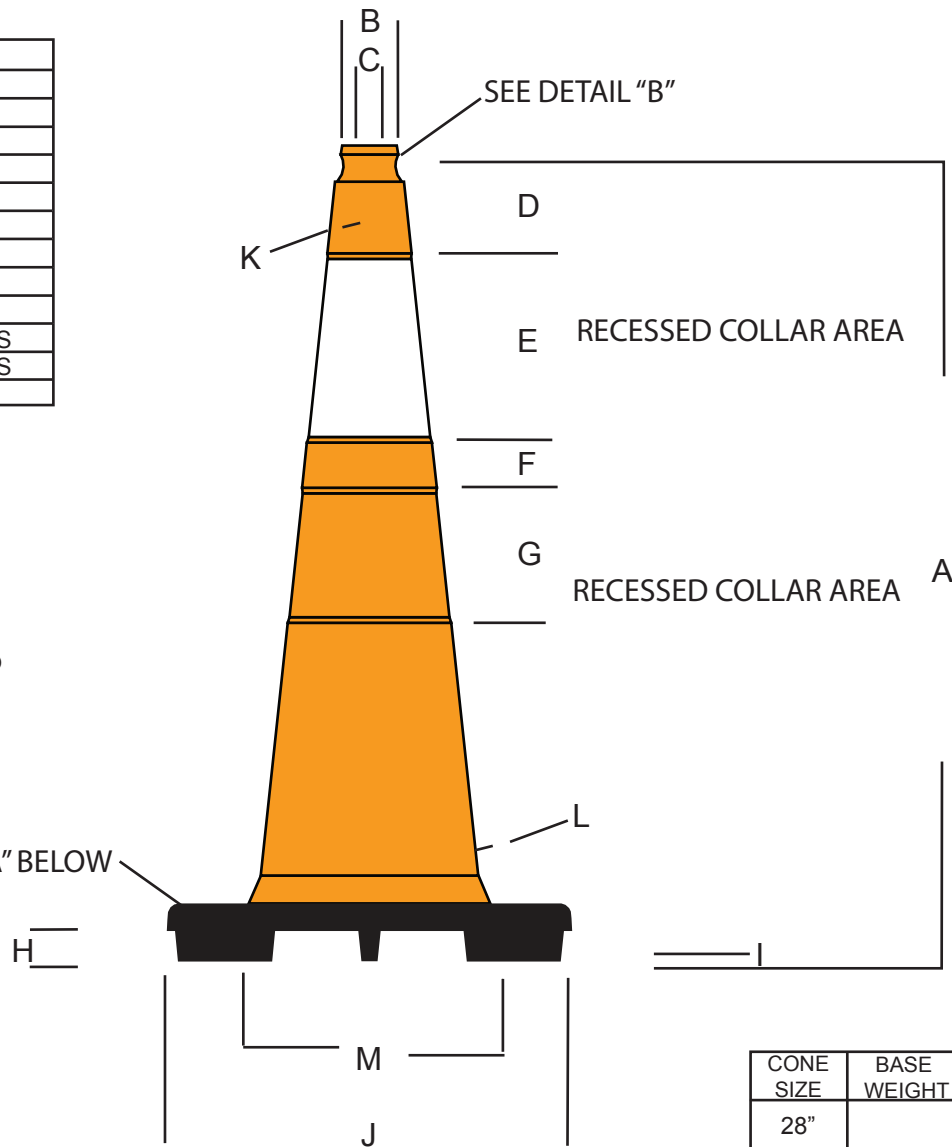 B
C
SEE DETAIL “B”
D
K
E
RECESSED COLLAR AREA
S
S
F
G
A
RECESSED COLLAR AREA
L
” BELOW
H
I
M
J
CONE SIZE
BASE WEIGHT
28”